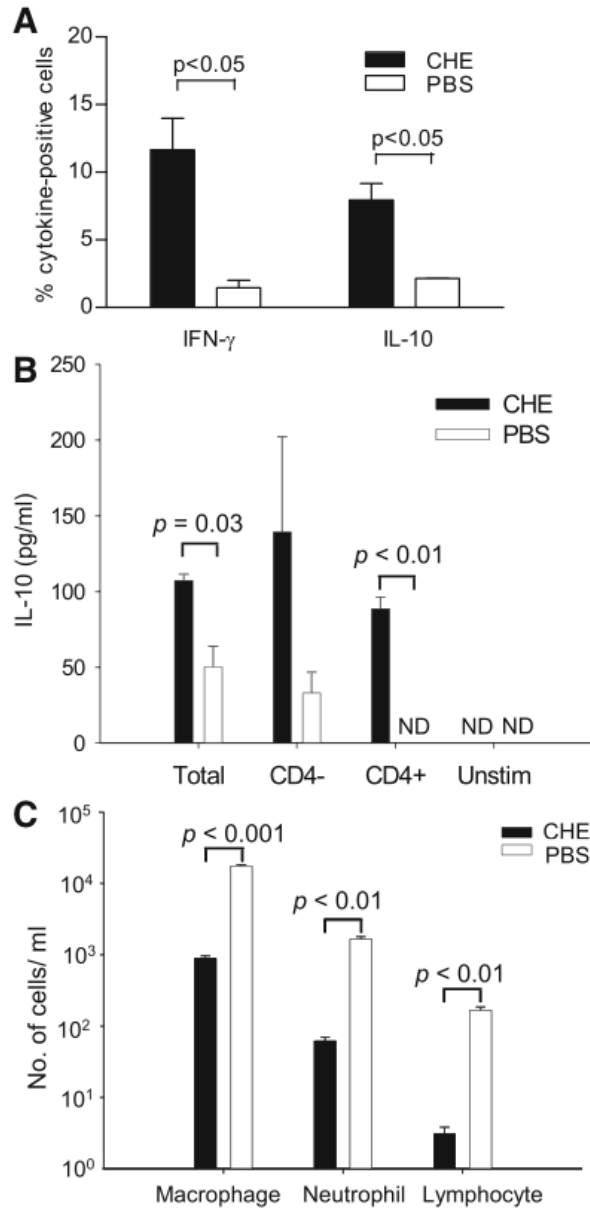 A
% cytokine-positive cells
20
15
10
5
0
p<0.05
p<0.05
CHE
PBS
IFN-γ
IL-10
B
IL-10 (pg/ml)
250
200
150
100
50
0
CHE
PBS
p = 0.03
p < 0.01
ND
ND ND
Total CD4- CD4+ Unstim
C
No. of cells/ ml
10⁵
10⁴
10³
10²
10¹
10⁰
CHE
PBS
p < 0.001
p < 0.01
p < 0.01
Macrophage Neutrophil Lymphocyte